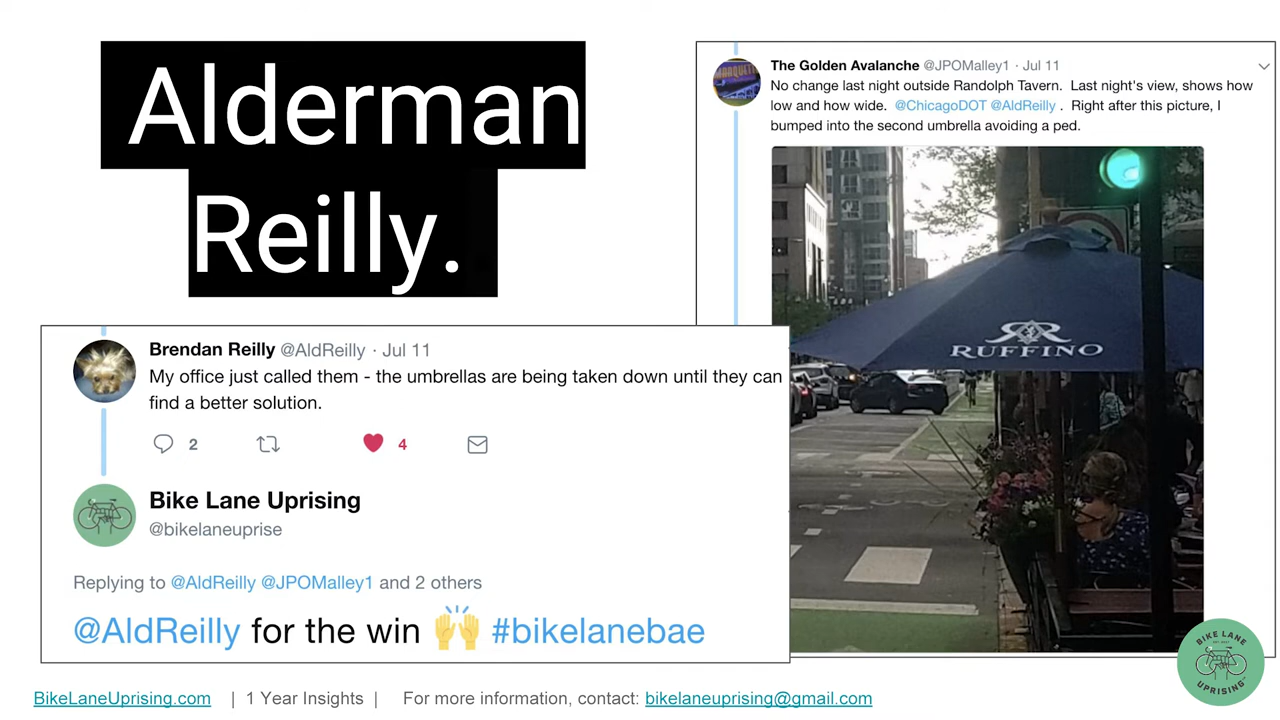 Alderman
Reilly.
The Golden Avalanche @JPOMalley1 · Jul 11
No change last night outside Randolph Tavern. Last night's view, shows how
low and how wide. @ChicagoDOT @AldReilly . Right after this picture, I
bumped into the second umbrella avoiding a ped.
RUFFINO
Brendan Reilly @AldReilly · Jul 11
My office just called them - the umbrellas are being taken down until they can
find a better solution.
2 4
Bike Lane Uprising
@bikelaneuprise
Replying to @AldReilly @JPOMalley1 and 2 others
@AldReilly for the win 🙌 #bikelanebae
BIKE LANE
UPRISING
BikeLaneUprising.com | 1 Year Insights | For more information, contact: bikelaneuprising@gmail.com